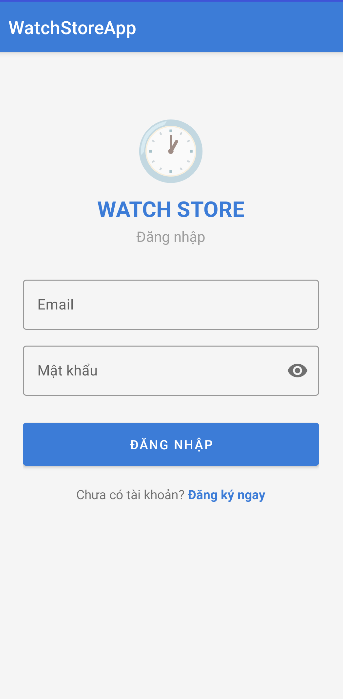 WatchStoreApp
WATCH STORE
Đăng nhập
Email
Mật khẩu
ĐĂNG NHẬP
Chưa có tài khoản? Đăng ký ngay